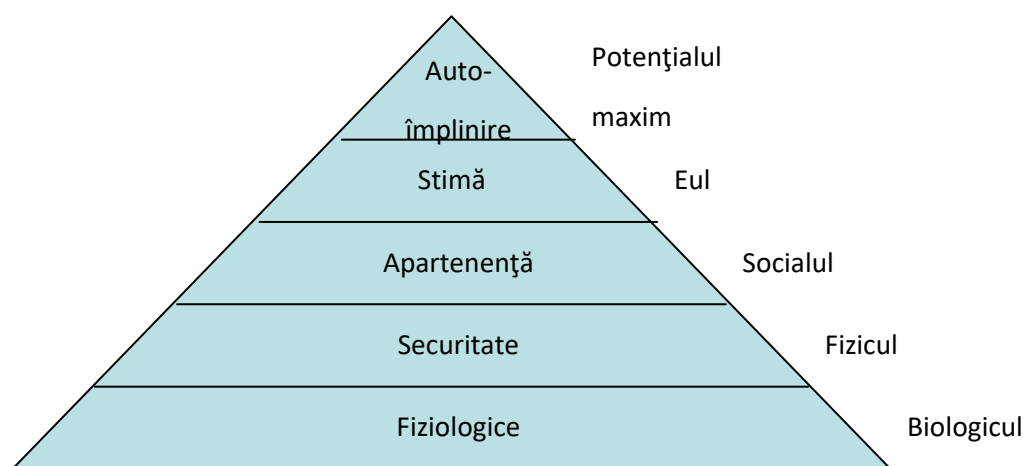 Auto-
împlinire
Potenţialul
maxim
Stimă
Eul
Apartenenţă
Socialul
Securitate
Fizicul
Fiziologice
Biologicul